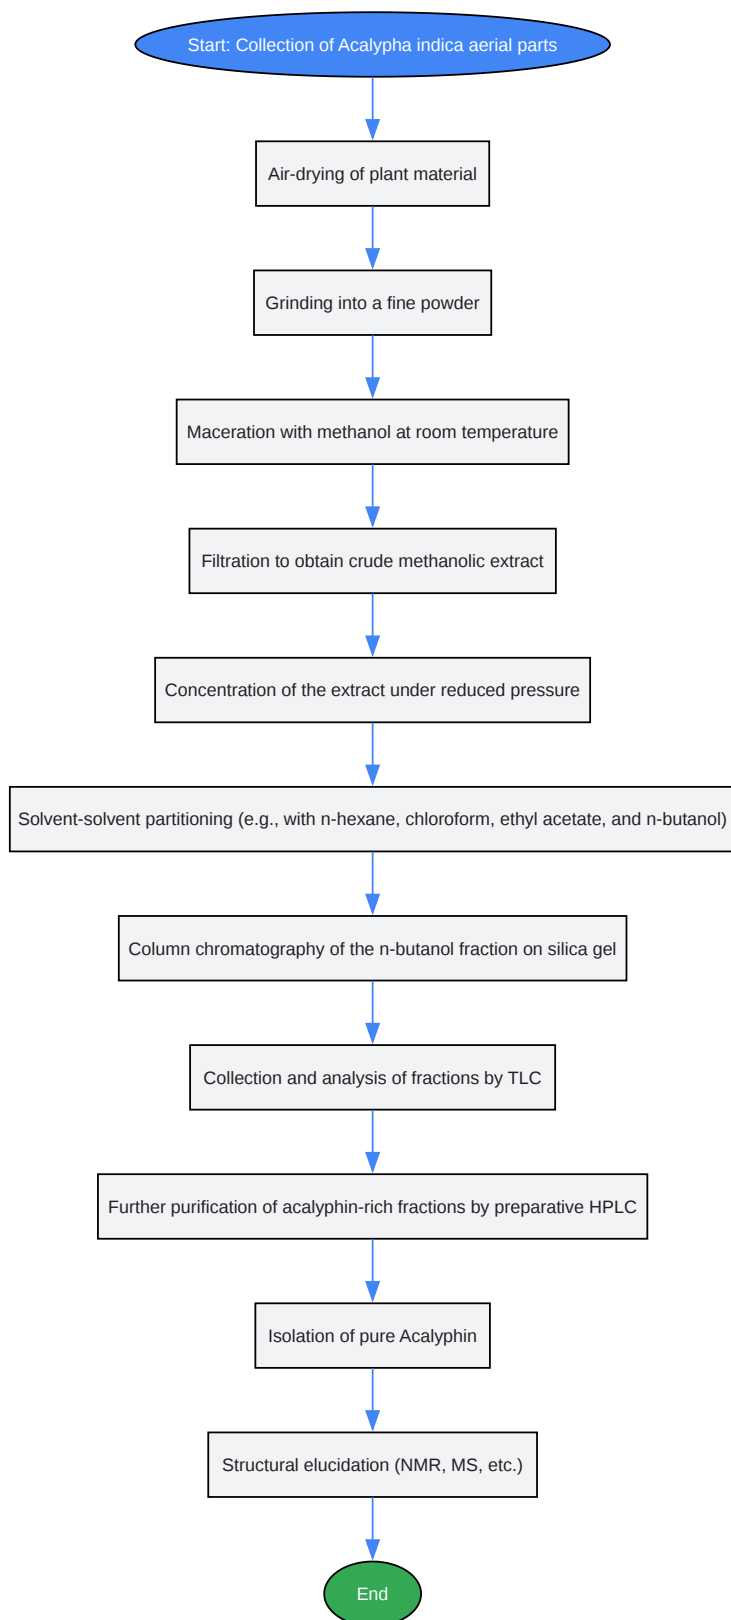 Start: Collection of Acalypha indica aerial parts
Air-drying of plant material
Grinding into a fine powder
Maceration with methanol at room temperature
Filtration to obtain crude methanolic extract
Concentration of the extract under reduced pressure
Solvent-solvent partitioning (e.g., with n-hexane, chloroform, ethyl acetate, and n-butanol)
Column chromatography of the n-butanol fraction on silica gel
Collection and analysis of fractions by TLC
Further purification of acalyphin-rich fractions by preparative HPLC
Isolation of pure Acalyphin
Structural elucidation (NMR, MS, etc.)
End